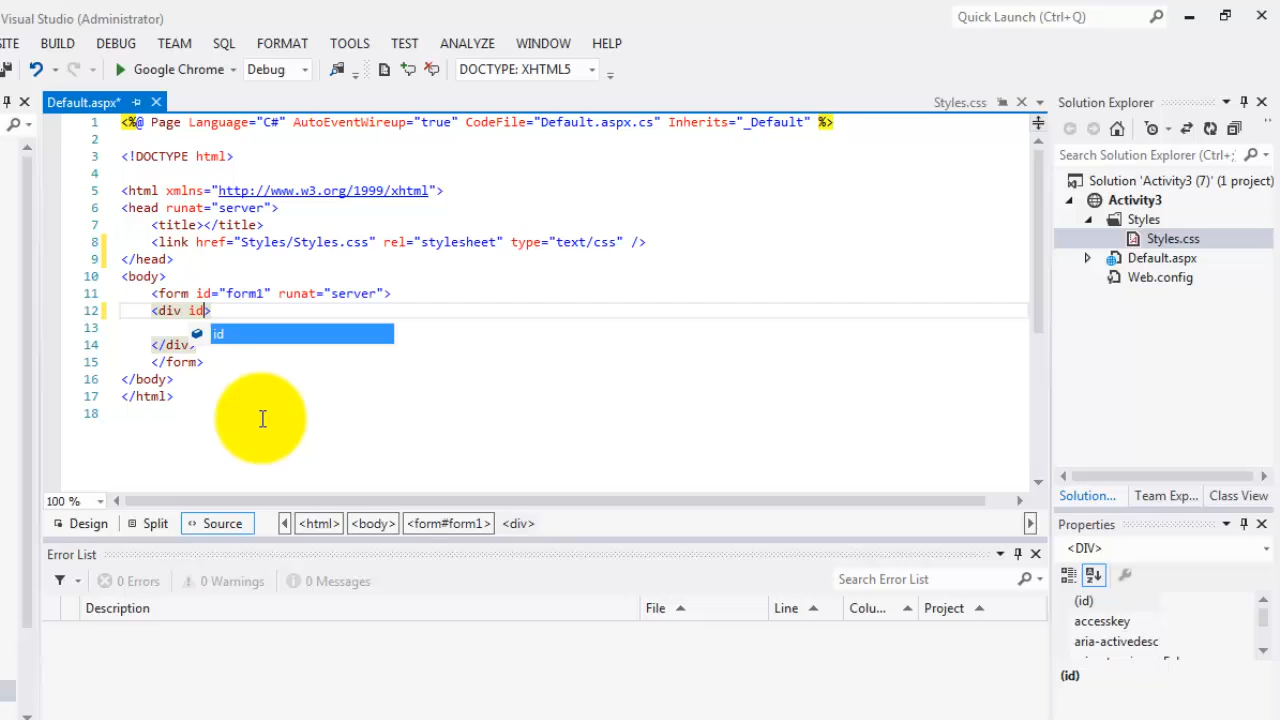 Visual Studio (Administrator)
Quick Launch (Ctrl+Q)
SITE BUILD DEBUG TEAM SQL FORMAT TOOLS TEST ANALYZE WINDOW HELP
Google Chrome Debug DOCTYPE: XHTML5
Default.aspx* Styles.css
1 <%@ Page Language="C#" AutoEventWireup="true" CodeFile="Default.aspx.cs" Inherits="_Default" %>
2
3 <!DOCTYPE html>
4
5 <html xmlns="http://www.w3.org/1999/xhtml">
6 <head runat="server">
7 <title></title>
8 <link href="Styles/Styles.css" rel="stylesheet" type="text/css" />
9 </head>
10 <body>
11 <form id="form1" runat="server">
12 <div id>
13
id
14 </div>
15 </form>
16 </body>
17 </html>
18
100 %
Design Split Source <html> <body> <form#form1> <div>
Error List
0 Errors 0 Warnings 0 Messages Search Error List
Description File Line Colu... Project
Solution Explorer
Search Solution Explorer (Ctrl+;
Solution 'Activity3 (7)' (1 project)
Activity3
Styles
Styles.css
Default.aspx
Web.config
Solution... Team Exp... Class View
Properties
<DIV>
(id)
accesskey
aria-activedesc
(id)